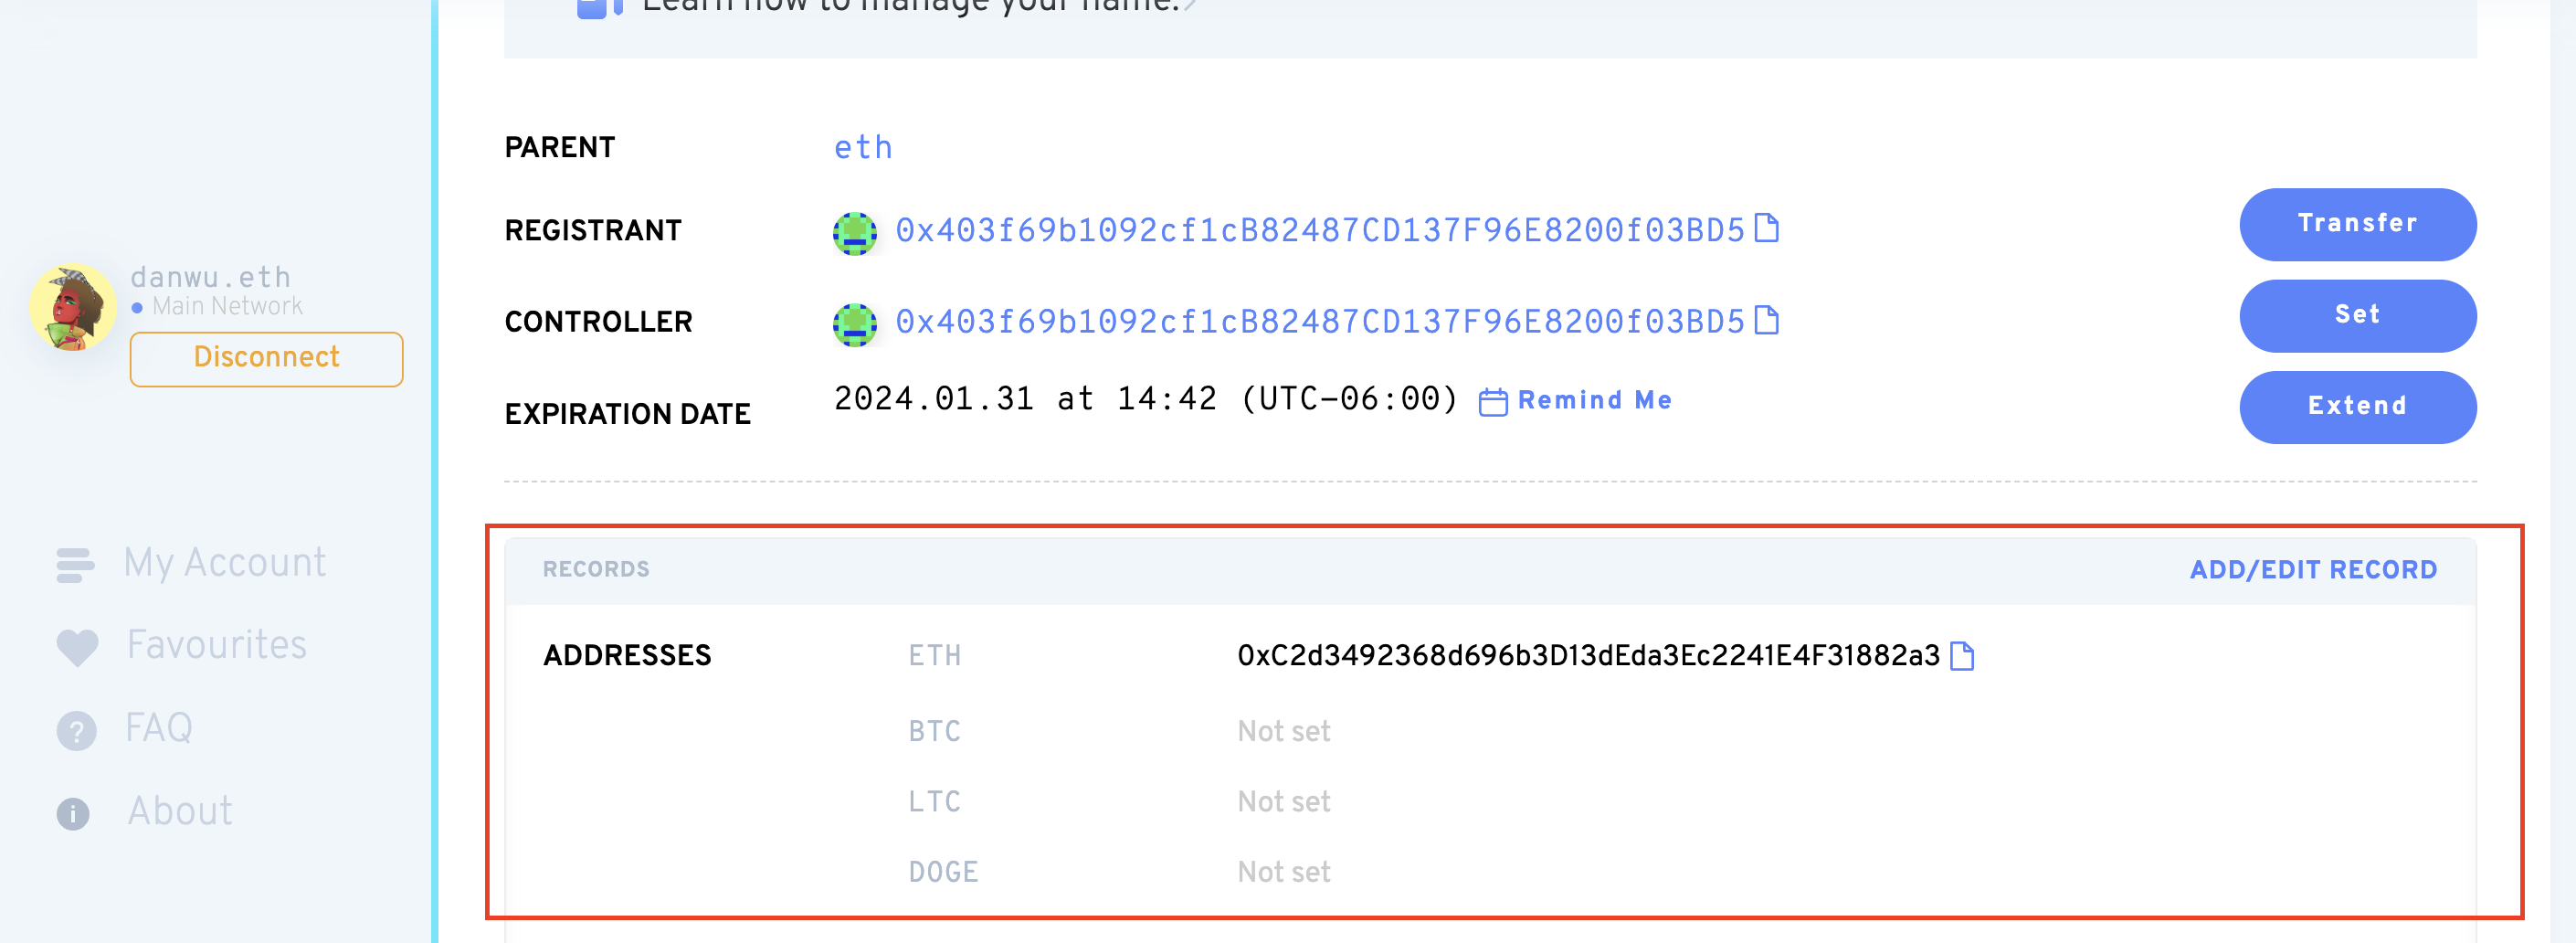 Learn how to manage your name.
PARENT eth
REGISTRANT 0x403f69b1092cf1cB82487CD137F96E8200f03BD5 Transfer
danwu.eth
Main Network
CONTROLLER 0x403f69b1092cf1cB82487CD137F96E8200f03BD5 Set
Disconnect
EXPIRATION DATE 2024.01.31 at 14:42 (UTC-06:00) Remind Me Extend
My Account
Favourites
FAQ
About
RECORDS ADD/EDIT RECORD
ADDRESSES ETH 0xC2d3492368d696b3D13dEda3Ec2241E4F31882a3
BTC Not set
LTC Not set
DOGE Not set